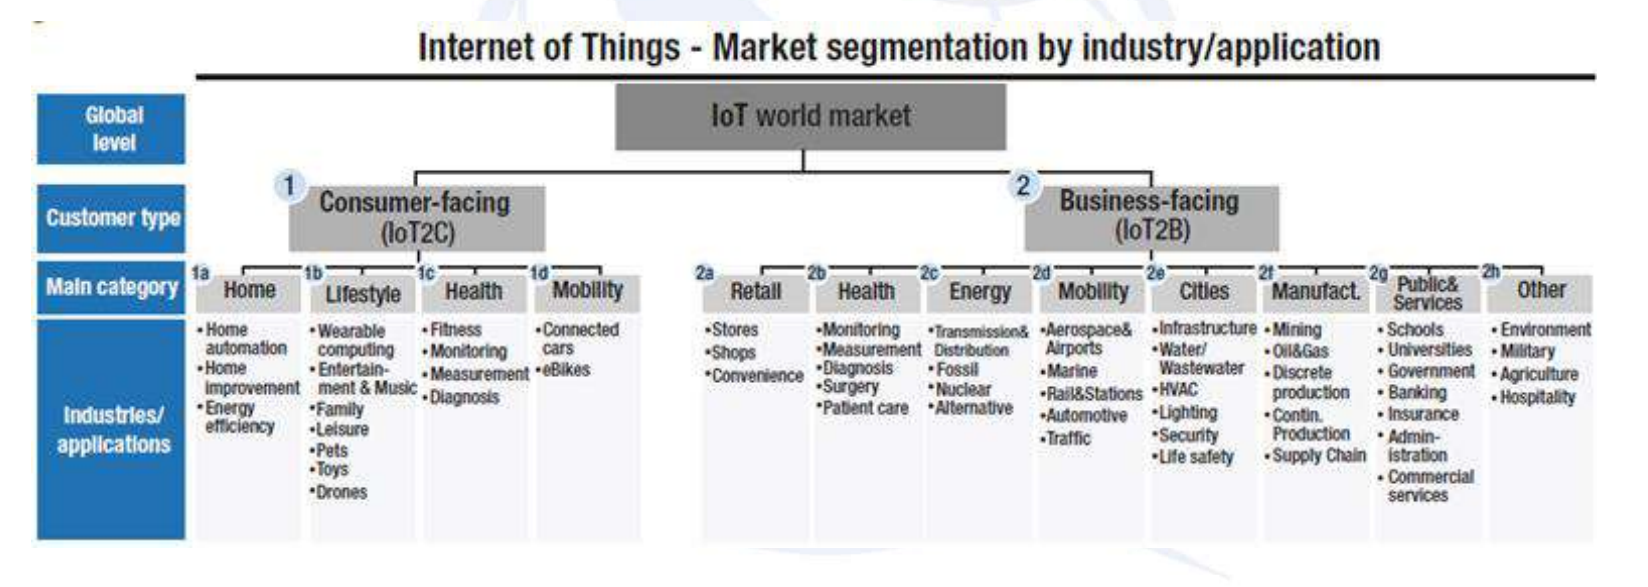 Internet of Things - Market segmentation by industry/application
Global
level
IoT world market
Customer type
1
Consumer-facing
(IoT2C)
2
Business-facing
(IoT2B)
Main category
1a
Home
1b
Lifestyle
1c
Health
1d
Mobility
2a
Retail
2b
Health
2c
Energy
2d
Mobility
2e
Cities
2f
Manufact.
2g
Public&
Services
2h
Other
Industries/
applications
•Home
automation
•Home
improvement
•Energy
efficiency
•Wearable
computing
•Entertain-
ment & Music
•Family
•Leisure
•Pets
•Toys
•Drones
•Fitness
•Monitoring
•Measurement
•Diagnosis
•Connected
cars
•eBikes
•Stores
•Shops
•Convenience
•Monitoring
•Measurement
•Diagnosis
•Surgery
•Patient care
•Transmission&
Distribution
•Fossil
•Nuclear
•Alternative
•Aerospace&
Airports
•Marine
•Rail&Stations
•Automotive
•Traffic
•Infrastructure
•Water/
Wastewater
•HVAC
•Lighting
•Security
•Life safety
•Mining
•Oil&Gas
•Discrete
production
•Contin.
Production
•Supply Chain
•Schools
•Universities
•Government
•Banking
•Insurance
•Admin-
istration
•Commercial
services
•Environment
•Military
•Agriculture
•Hospitality